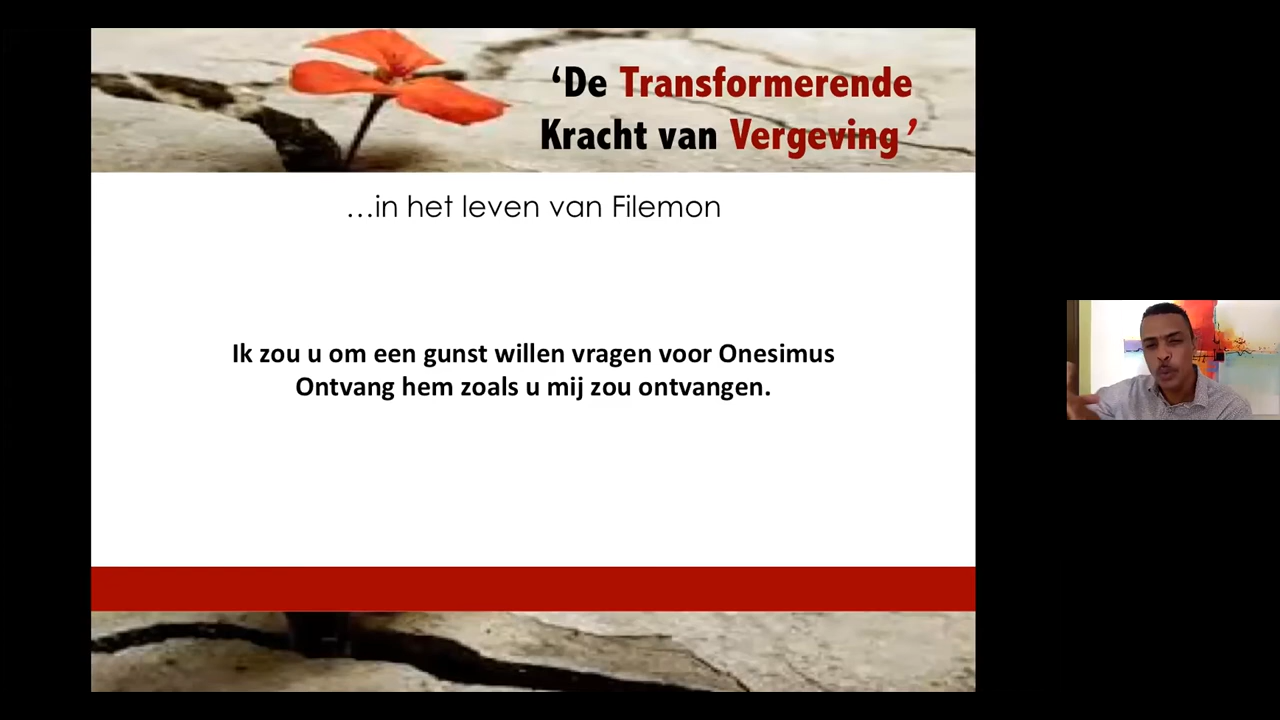 ‘De Transformerende
Kracht van Vergeving’
...in het leven van Filemon
Ik zou u om een gunst willen vragen voor Onesimus
Ontvang hem zoals u mij zou ontvangen.